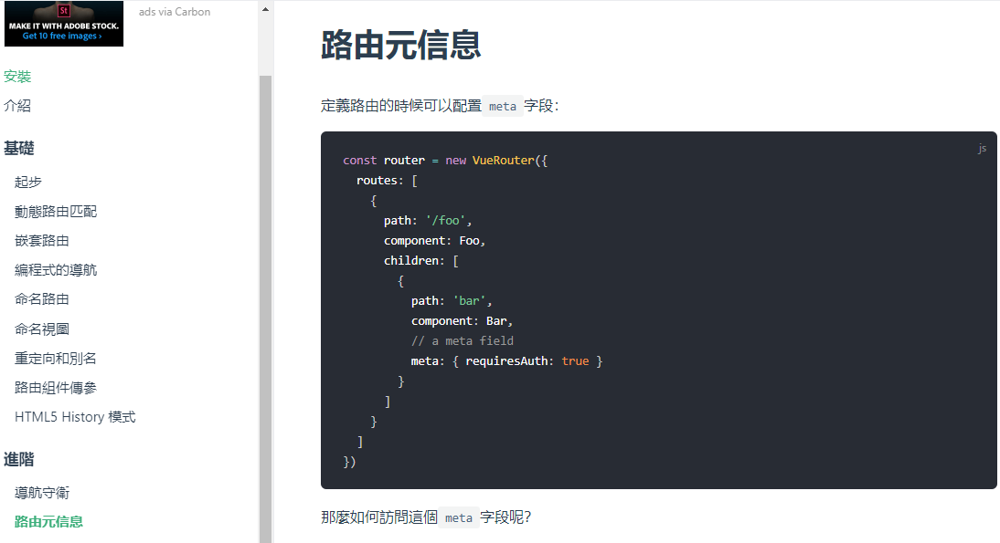 St
MAKE IT WITH ADOBE STOCK.
Get 10 free images ›
ads via Carbon
安裝
介紹
基礎
起步
動態路由匹配
嵌套路由
編程式的導航
命名路由
命名視圖
重定向和別名
路由組件傳參
HTML5 History 模式
進階
導航守衛
路由元信息
路由元信息
定義路由的時候可以配置 meta 字段：
js
const router = new VueRouter({
  routes: [
    {
      path: '/foo',
      component: Foo,
      children: [
        {
          path: 'bar',
          component: Bar,
          // a meta field
          meta: { requiresAuth: true }
        }
      ]
    }
  ]
})
那麼如何訪問這個 meta 字段呢？